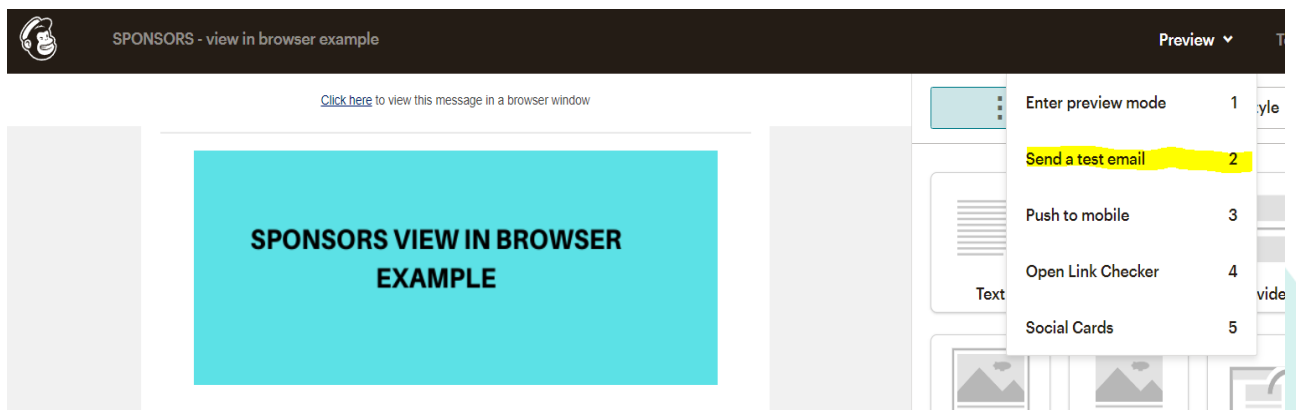 SPONSORS - view in browser example
Preview
Click here to view this message in a browser window
Enter preview mode 1
Send a test email 2
Push to mobile 3
Open Link Checker 4
Social Cards 5
SPONSORS VIEW IN BROWSER
EXAMPLE
Text